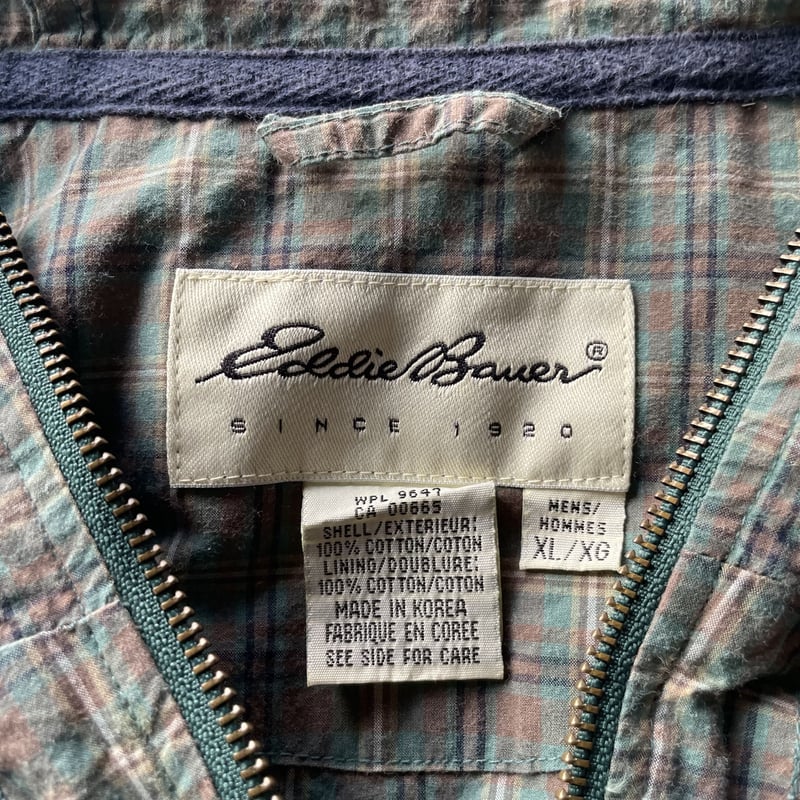 Eddie Bauer®
SINCE 1920
WPL 9647
CA 00665
SHELL/EXTERIEUR:
100% COTTON/COTON
LINING/DOUBLURE:
100% COTTON/COTON
MADE IN KOREA
FABRIQUE EN COREE
SEE SIDE FOR CARE
MENS/
HOMMES
XL/XG